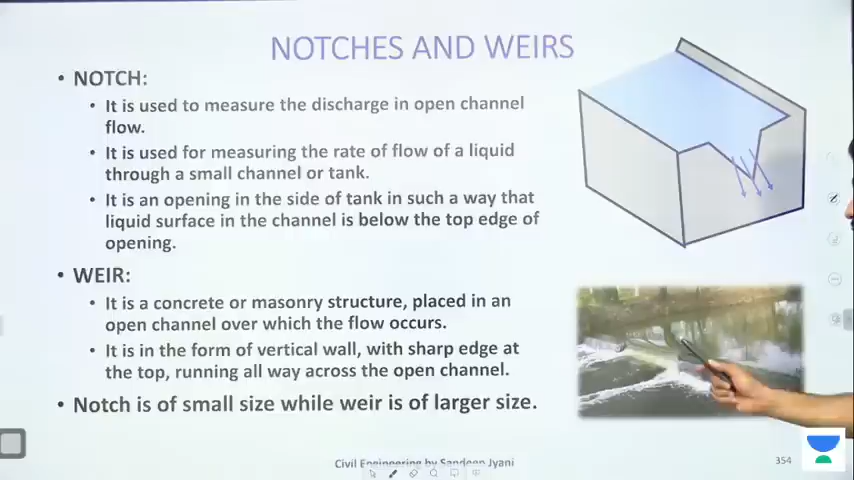 NOTCHES AND WEIRS
• NOTCH:
• It is used to measure the discharge in open channel
flow.
• It is used for measuring the rate of flow of a liquid
through a small channel or tank.
• It is an opening in the side of tank in such a way that
liquid surface in the channel is below the top edge of
opening.
• WEIR:
• It is a concrete or masonry structure, placed in an
open channel over which the flow occurs.
• It is in the form of vertical wall, with sharp edge at
the top, running all way across the open channel.
• Notch is of small size while weir is of larger size.
Civil Engineering by Sandeep Jyani
354